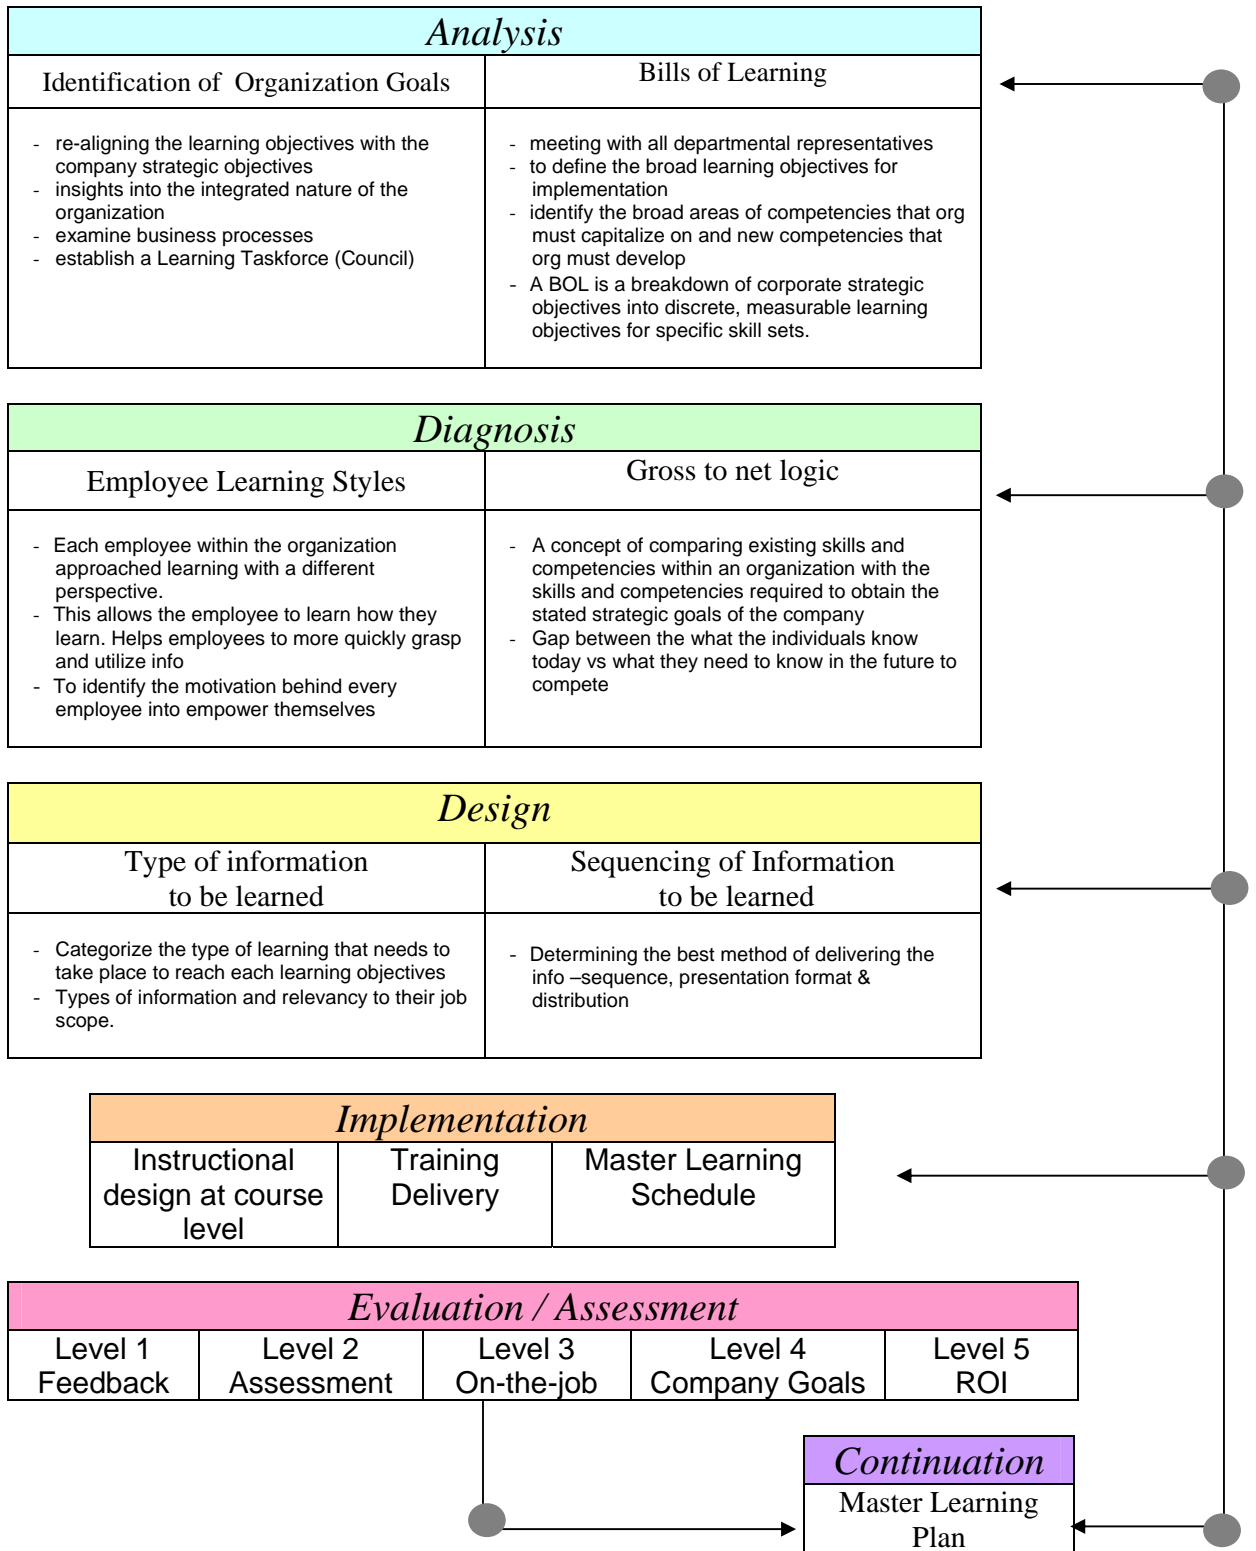 Analysis
Identification of Organization Goals
Bills of Learning
- re-aligning the learning objectives with the
company strategic objectives
- insights into the integrated nature of the
organization
- examine business processes
- establish a Learning Taskforce (Council)
- meeting with all departmental representatives
- to define the broad learning objectives for
implementation
- identify the broad areas of competencies that org
must capitalize on and new competencies that
org must develop
- A BOL is a breakdown of corporate strategic
objectives into discrete, measurable learning
objectives for specific skill sets.
Diagnosis
Employee Learning Styles
Gross to net logic
- Each employee within the organization
approached learning with a different
perspective.
- This allows the employee to learn how they
learn. Helps employees to more quickly grasp
and utilize info
- To identify the motivation behind every
employee into empower themselves
- A concept of comparing existing skills and
competencies within an organization with the
skills and competencies required to obtain the
stated strategic goals of the company
- Gap between the what the individuals know
today vs what they need to know in the future to
compete
Design
Type of information
to be learned
Sequencing of Information
to be learned
- Categorize the type of learning that needs to
take place to reach each learning objectives
- Types of information and relevancy to their job
scope.
- Determining the best method of delivering the
info –sequence, presentation format &
distribution
Implementation
Instructional
design at course
level
Training
Delivery
Master Learning
Schedule
Evaluation / Assessment
Level 1
Feedback
Level 2
Assessment
Level 3
On-the-job
Level 4
Company Goals
Level 5
ROI
Continuation
Master Learning
Plan